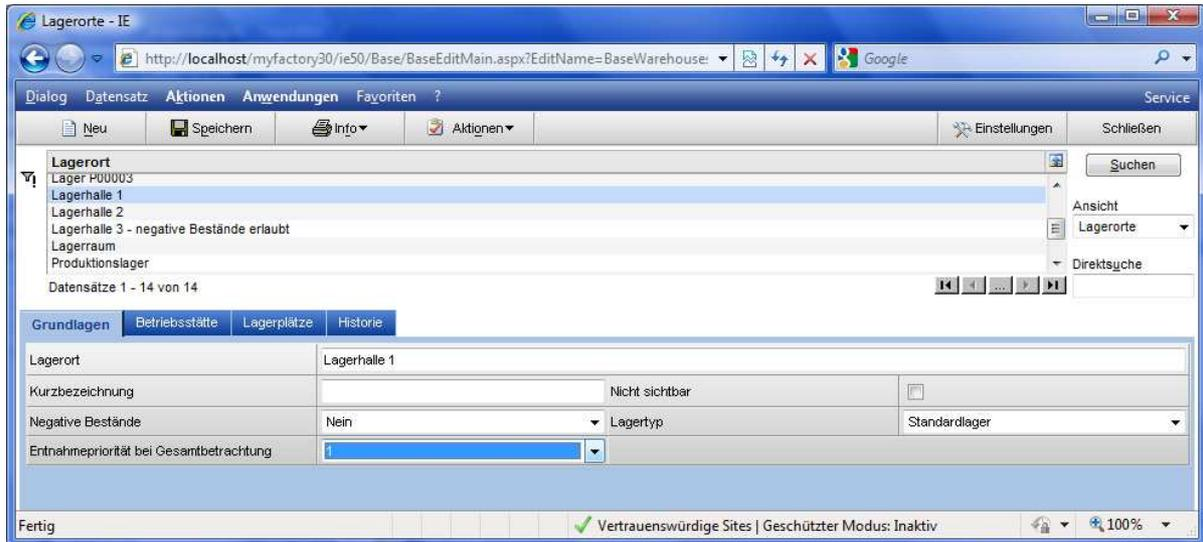 Lagerorte - IE
http://localhost/myfactory30/ie50/Base/BaseEditMain.aspx?EditName=BaseWarehouse:
Google
Dialog Datensatz Aktionen Anwendungen Favoriten ? Service
Neu Speichern Info Aktionen Einstellungen Schließen
Lagerort Suchen
Lager P00003
Lagerhalle 1
Lagerhalle 2 Ansicht
Lagerhalle 3 - negative Bestände erlaubt Lagerorte
Lagerraum
Produktionslager Direktsuche
Datensätze 1 - 14 von 14 ...
Grundlagen Betriebsstätte Lagerplätze Historie
Lagerort Lagerhalle 1
Kurzbezeichnung Nicht sichtbar
Negative Bestände Nein Lagertyp Standardlager
Entnahmepriorität bei Gesamtbetrachtung 1
Fertig Vertrauenswürdige Sites | Geschützter Modus: Inaktiv 100%